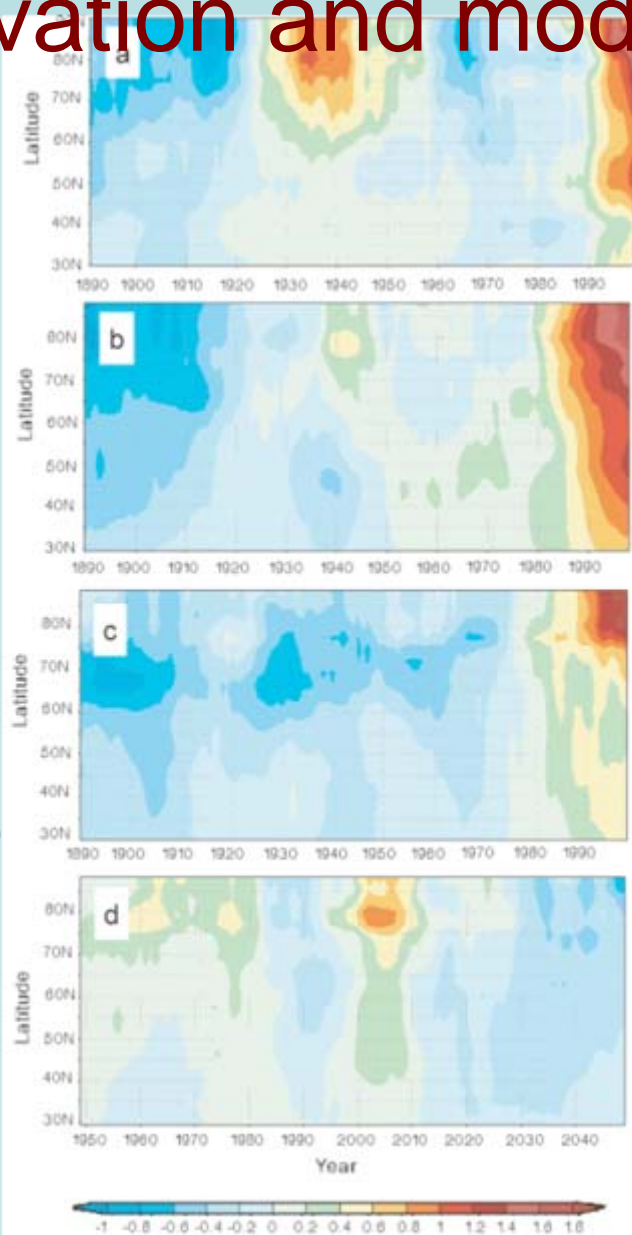 vation and mod
a
80N
70N
60N
50N
40N
30N
Latitude
1890 1900 1910 1920 1930 1940 1950 1960 1970 1980 1990
b
80N
70N
60N
50N
40N
30N
Latitude
1890 1900 1910 1920 1930 1940 1950 1960 1970 1980 1990
c
80N
70N
60N
50N
40N
30N
Latitude
1890 1900 1910 1920 1930 1940 1950 1960 1970 1980 1990
d
80N
70N
60N
50N
40N
30N
Latitude
1950 1960 1970 1980 1990 2000 2010 2020 2030 2040
Year
-1 -0.8 -0.6 -0.4 -0.2 0 0.2 0.4 0.6 0.8 1 1.2 1.4 1.6 1.8